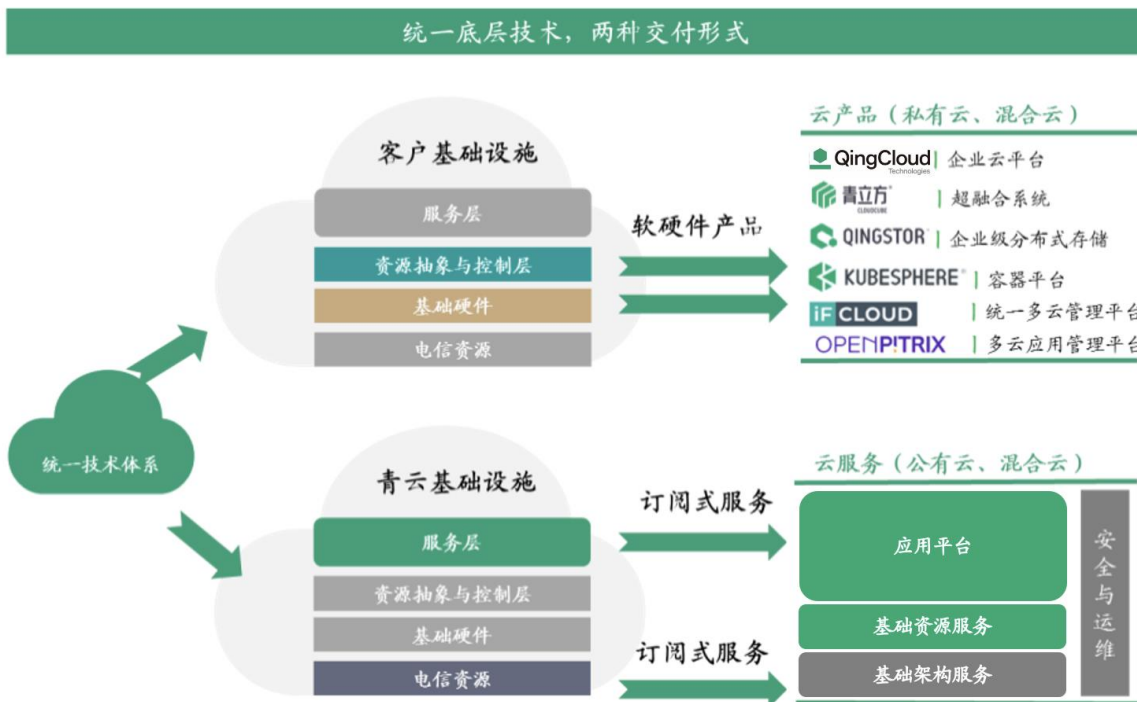 统一底层技术，两种交付形式
统一技术体系
客户基础设施
服务层
资源抽象与控制层
基础硬件
电信资源
软硬件产品
云产品（私有云、混合云）
QingCloud Technologies | 企业云平台
青立方® CLOUDCUBE | 超融合系统
QINGSTOR | 企业级分布式存储
KUBESPHERE® | 容器平台
iF CLOUD | 统一多云管理平台
OPENP!TRIX | 多云应用管理平台
青云基础设施
服务层
资源抽象与控制层
基础硬件
电信资源
订阅式服务
订阅式服务
云服务（公有云、混合云）
应用平台
基础资源服务
基础架构服务
安全与运维